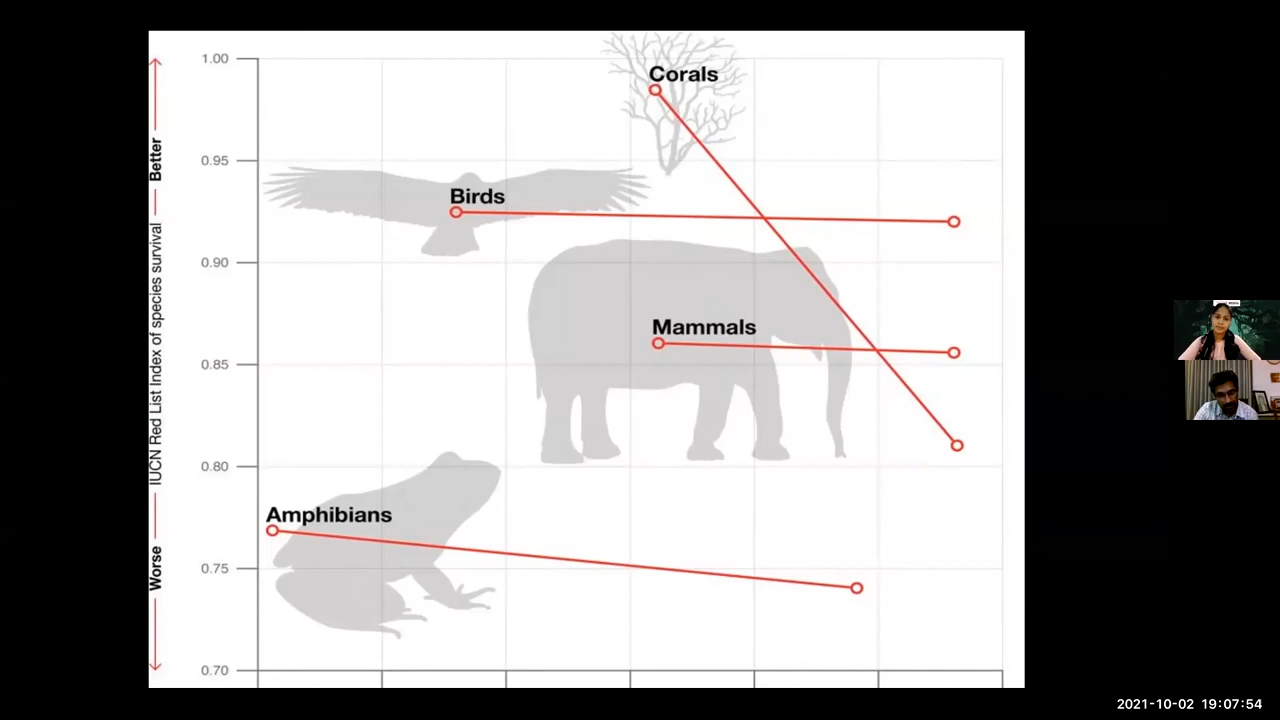 1.00
Corals
0.95
Birds
0.90
Mammals
0.85
0.80
Amphibians
0.75
0.70
Better
IUCN Red List Index of species survival
Worse
2021-10-02 19:07:54